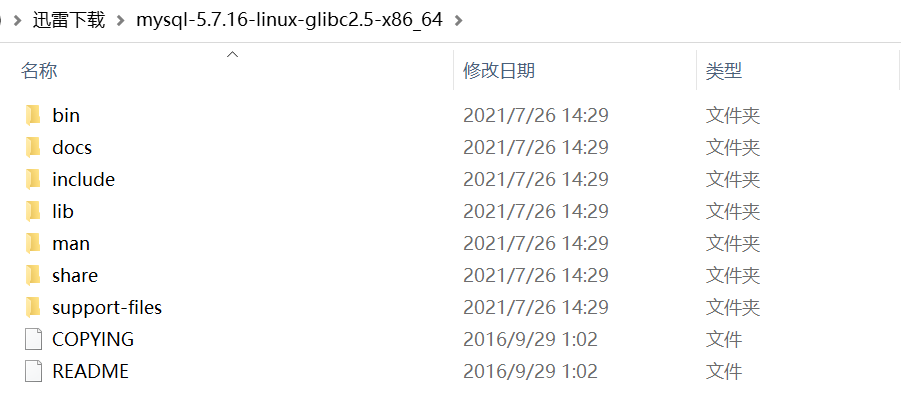 迅雷下载 > mysql-5.7.16-linux-glibc2.5-x86_64 >
名称 修改日期 类型
bin 2021/7/26 14:29 文件夹
docs 2021/7/26 14:29 文件夹
include 2021/7/26 14:29 文件夹
lib 2021/7/26 14:29 文件夹
man 2021/7/26 14:29 文件夹
share 2021/7/26 14:29 文件夹
support-files 2021/7/26 14:29 文件夹
COPYING 2016/9/29 1:02 文件
README 2016/9/29 1:02 文件